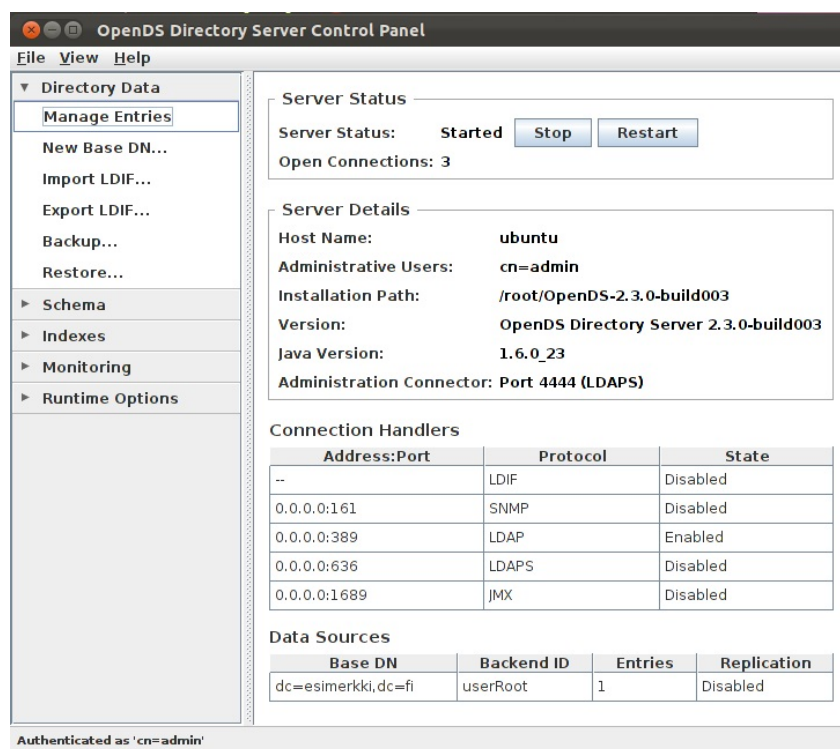 OpenDS Directory Server Control Panel
File View Help
Directory Data
Manage Entries
New Base DN...
Import LDIF...
Export LDIF...
Backup...
Restore...
Schema
Indexes
Monitoring
Runtime Options
Server Status
Server Status: Started Stop Restart
Open Connections: 3
Server Details
Host Name: ubuntu
Administrative Users: cn=admin
Installation Path: /root/OpenDS-2.3.0-build003
Version: OpenDS Directory Server 2.3.0-build003
Java Version: 1.6.0_23
Administration Connector: Port 4444 (LDAPS)
Connection Handlers
Address:Port Protocol State
-- LDIF Disabled
0.0.0.0:161 SNMP Disabled
0.0.0.0:389 LDAP Enabled
0.0.0.0:636 LDAPS Disabled
0.0.0.0:1689 JMX Disabled
Data Sources
Base DN Backend ID Entries Replication
dc=esimerkki,dc=fi userRoot 1 Disabled
Authenticated as 'cn=admin'